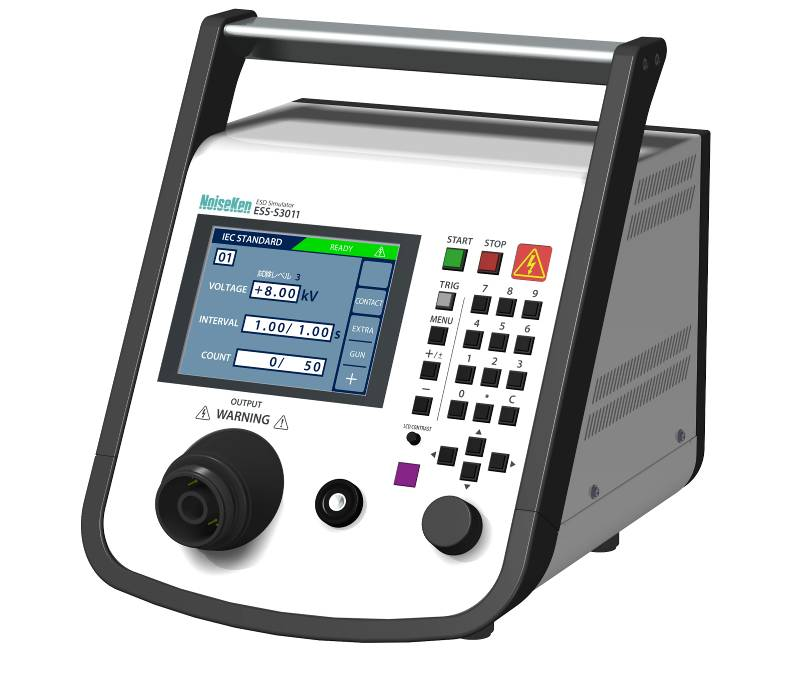 NoiseKen ESD Simulator
ESS-S3011
IEC STANDARD READY
01
試験レベル 3
VOLTAGE +8.00 kV
CONTACT
INTERVAL 1.00/ 1.00 s
EXTRA
GUN
COUNT 0/ 50
+
OUTPUT
WARNING
START STOP
TRIG
7 8 9
MENU
4 5 6
+/±
1 2 3
−
0 • C
LCD CONTRAST